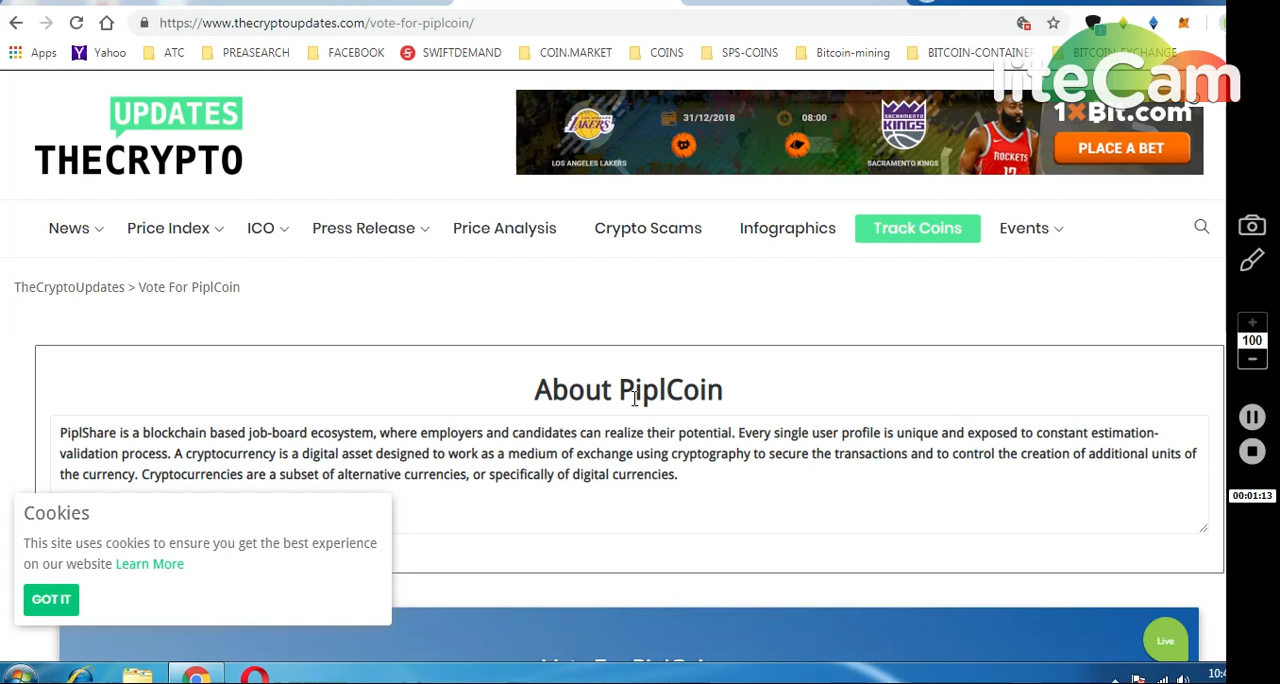 https://www.thecryptoupdates.com/vote-for-piplcoin/
Apps Yahoo ATC PREASEARCH FACEBOOK SWIFTDEMAND COIN.MARKET COINS SPS-COINS Bitcoin-mining BITCOIN-CONTAINER BITCOIN-EXCHANGE
liteCam
UPDATES
THECRYPTO
31/12/2018 08:00
LOS ANGELES LAKERS
SACRAMENTO KINGS
ROCKETS
1×Bit.com
PLACE A BET
News Price Index ICO Press Release Price Analysis Crypto Scams Infographics Track Coins Events
TheCryptoUpdates > Vote For PiplCoin
100
About PiplCoin
PiplShare is a blockchain based job-board ecosystem, where employers and candidates can realize their potential. Every single user profile is unique and exposed to constant estimation-
validation process. A cryptocurrency is a digital asset designed to work as a medium of exchange using cryptography to secure the transactions and to control the creation of additional units of
the currency. Cryptocurrencies are a subset of alternative currencies, or specifically of digital currencies.
00:01:13
Cookies
This site uses cookies to ensure you get the best experience
on our website Learn More
GOT IT
Live